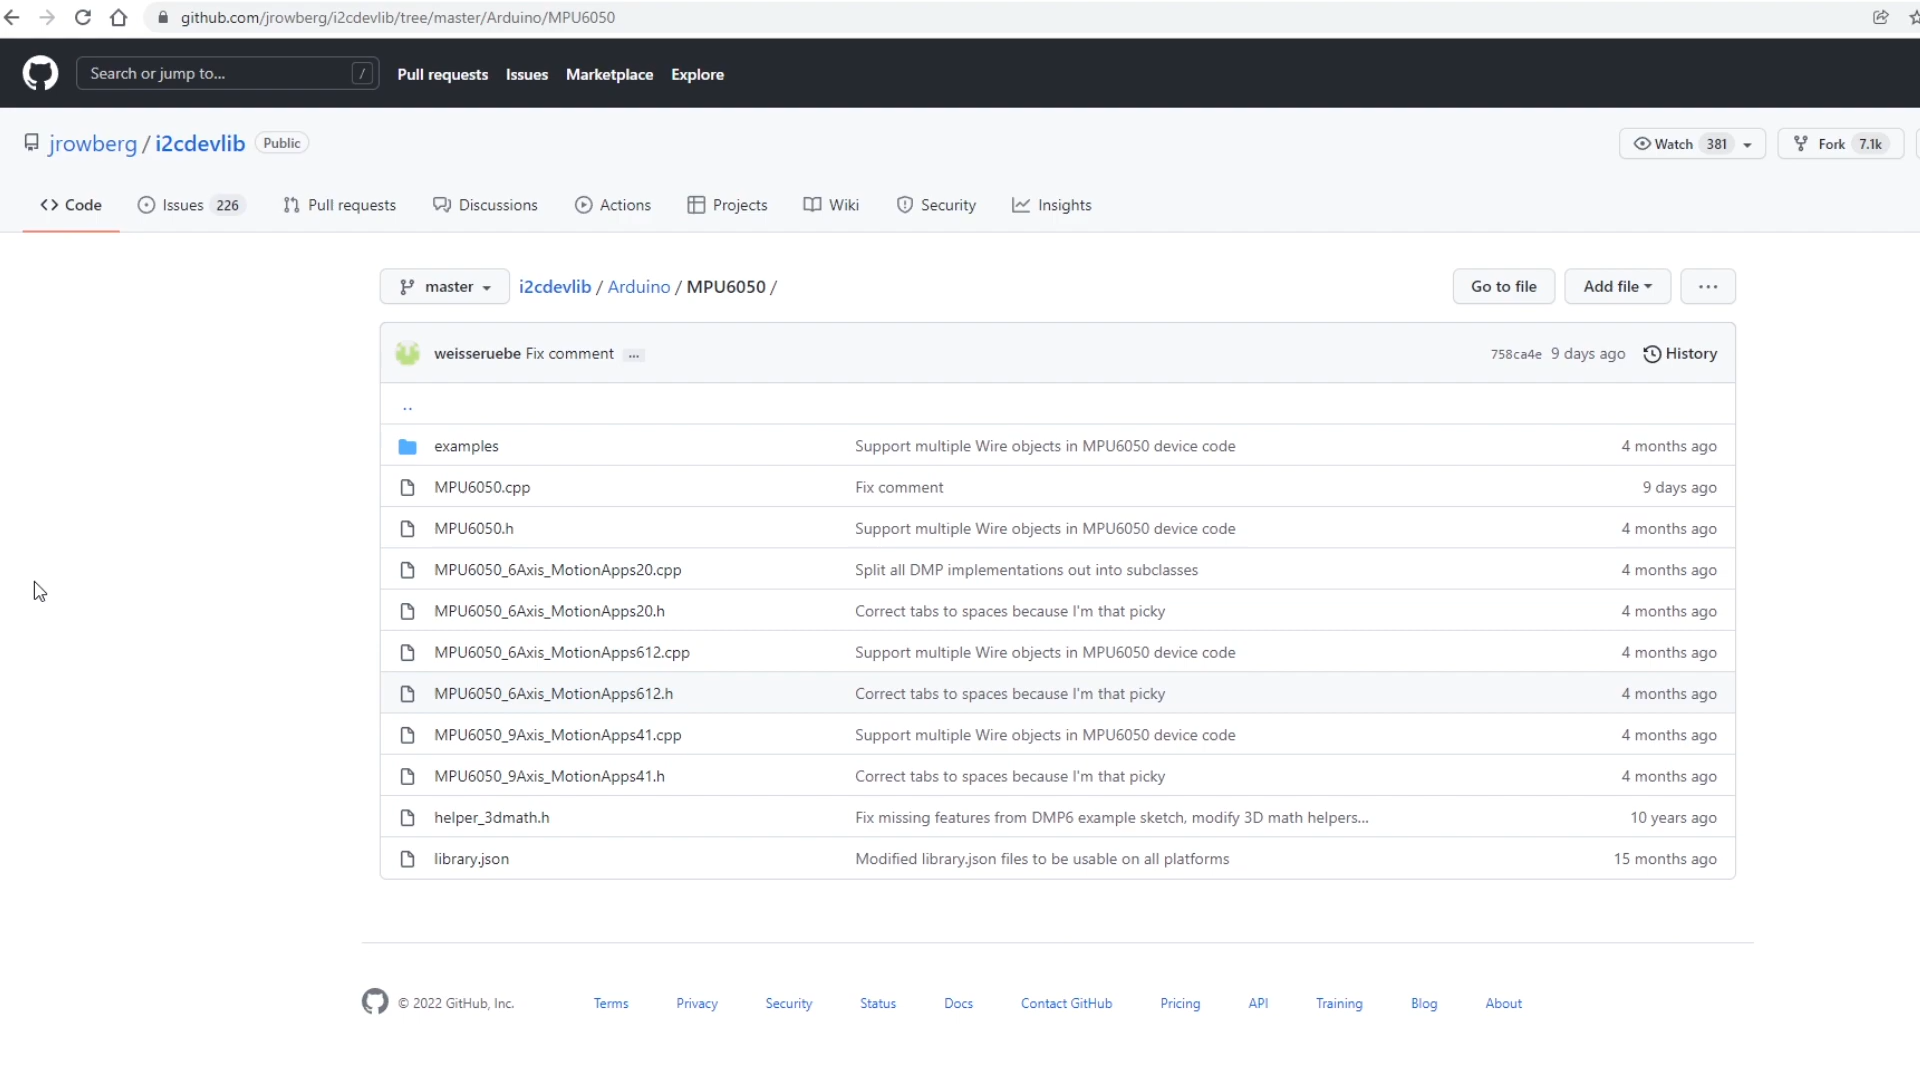 github.com/jrowberg/i2cdevlib/tree/master/Arduino/MPU6050
Search or jump to... /
Pull requests Issues Marketplace Explore
jrowberg / i2cdevlib Public
Watch 381 Fork 7.1k
Code Issues 226 Pull requests Discussions Actions Projects Wiki Security Insights
master i2cdevlib / Arduino / MPU6050 / Go to file Add file ...
weisseruebe Fix comment ... 758ca4e 9 days ago History
..
examples Support multiple Wire objects in MPU6050 device code 4 months ago
MPU6050.cpp Fix comment 9 days ago
MPU6050.h Support multiple Wire objects in MPU6050 device code 4 months ago
MPU6050_6Axis_MotionApps20.cpp Split all DMP implementations out into subclasses 4 months ago
MPU6050_6Axis_MotionApps20.h Correct tabs to spaces because I'm that picky 4 months ago
MPU6050_6Axis_MotionApps612.cpp Support multiple Wire objects in MPU6050 device code 4 months ago
MPU6050_6Axis_MotionApps612.h Correct tabs to spaces because I'm that picky 4 months ago
MPU6050_9Axis_MotionApps41.cpp Support multiple Wire objects in MPU6050 device code 4 months ago
MPU6050_9Axis_MotionApps41.h Correct tabs to spaces because I'm that picky 4 months ago
helper_3dmath.h Fix missing features from DMP6 example sketch, modify 3D math helpers... 10 years ago
library.json Modified library.json files to be usable on all platforms 15 months ago
© 2022 GitHub, Inc. Terms Privacy Security Status Docs Contact GitHub Pricing API Training Blog About